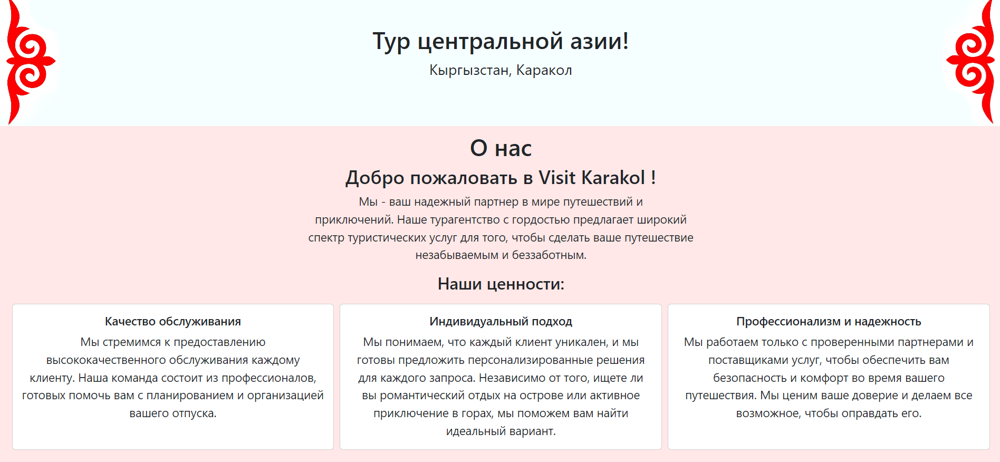 Тур центральной азии!
Кыргызстан, Каракол
О нас
Добро пожаловать в Visit Karakol !
Мы - ваш надежный партнер в мире путешествий и
приключений. Наше турагентство с гордостью предлагает широкий
спектр туристических услуг для того, чтобы сделать ваше путешествие
незабываемым и беззаботным.
Наши ценности:
Качество обслуживания
Мы стремимся к предоставлению
высококачественного обслуживания каждому
клиенту. Наша команда состоит из профессионалов,
готовых помочь вам с планированием и организацией
вашего отпуска.
Индивидуальный подход
Мы понимаем, что каждый клиент уникален, и мы
готовы предложить персонализированные решения
для каждого запроса. Независимо от того, ищете ли
вы романтический отдых на острове или активное
приключение в горах, мы поможем вам найти
идеальный вариант.
Профессионализм и надежность
Мы работаем только с проверенными партнерами и
поставщиками услуг, чтобы обеспечить вам
безопасность и комфорт во время вашего
путешествия. Мы ценим ваше доверие и делаем все
возможное, чтобы оправдать его.